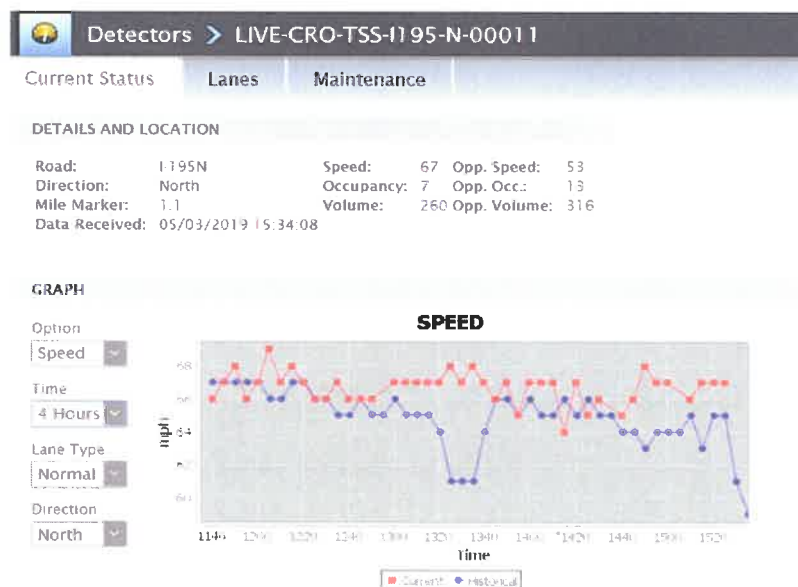 Detectors > LIVE-CRO-TSS-I195-N-00011
Current Status Lanes Maintenance
DETAILS AND LOCATION
Road: I-195N Speed: 67 Opp. Speed: 53
Direction: North Occupancy: 7 Opp. Occ.: 13
Mile Marker: 1.1 Volume: 260 Opp. Volume: 316
Data Received: 05/03/2019 15:34:08
GRAPH
Option
Speed
Time
4 Hours
Lane Type
Normal
Direction
North
SPEED
mph
68
66
64
62
60
1140 1200 1220 1240 1300 1320 1340 1400 1420 1440 1500 1520
Time
Current Historical